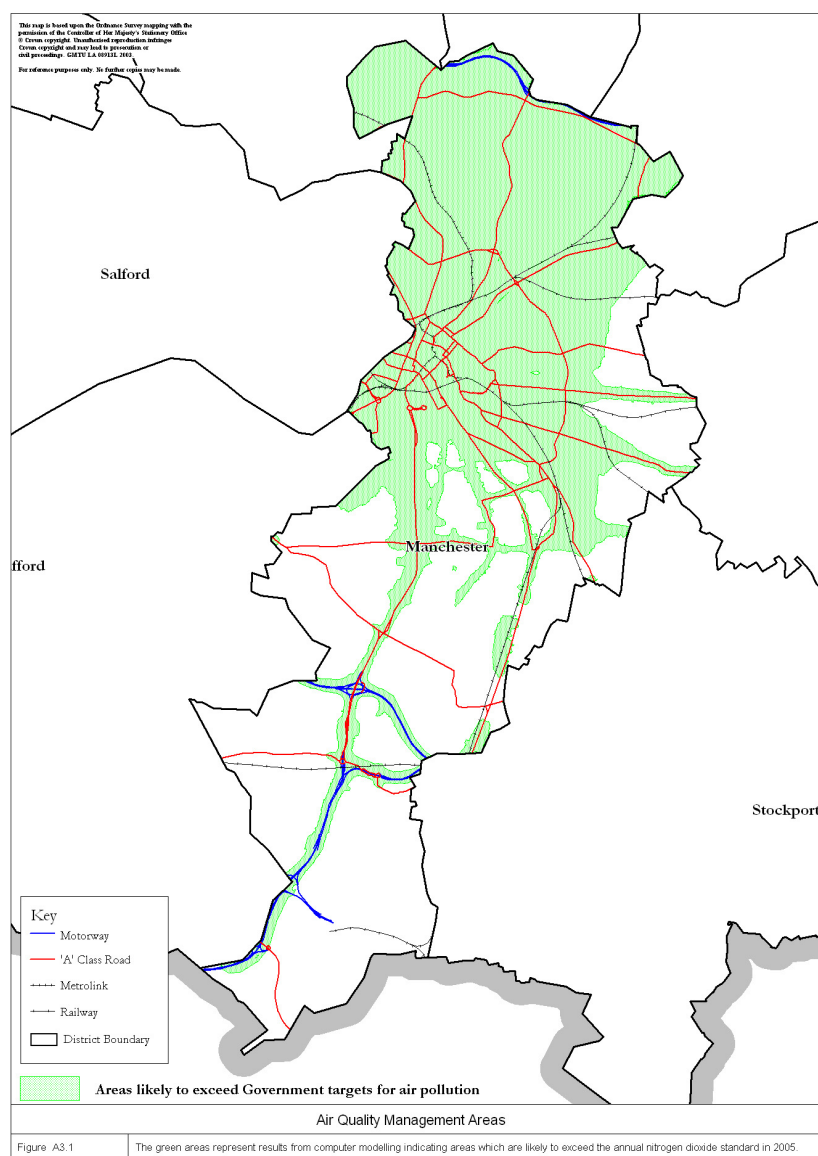 This map is based upon the Ordnance Survey mapping with the
permission of the Controller of Her Majesty's Stationery Office
© Crown copyright. Unauthorised reproduction infringes
Crown copyright and may lead to prosecution or
civil proceedings. GMTU LA 08913L 2003.
For reference purposes only. No further copies may be made.
Salford
Manchester
fford
Stockport
Key
Motorway
'A' Class Road
Metrolink
Railway
District Boundary
Areas likely to exceed Government targets for air pollution
Air Quality Management Areas
Figure A3.1
The green areas represent results from computer modelling indicating areas which are likely to exceed the annual nitrogen dioxide standard in 2005.